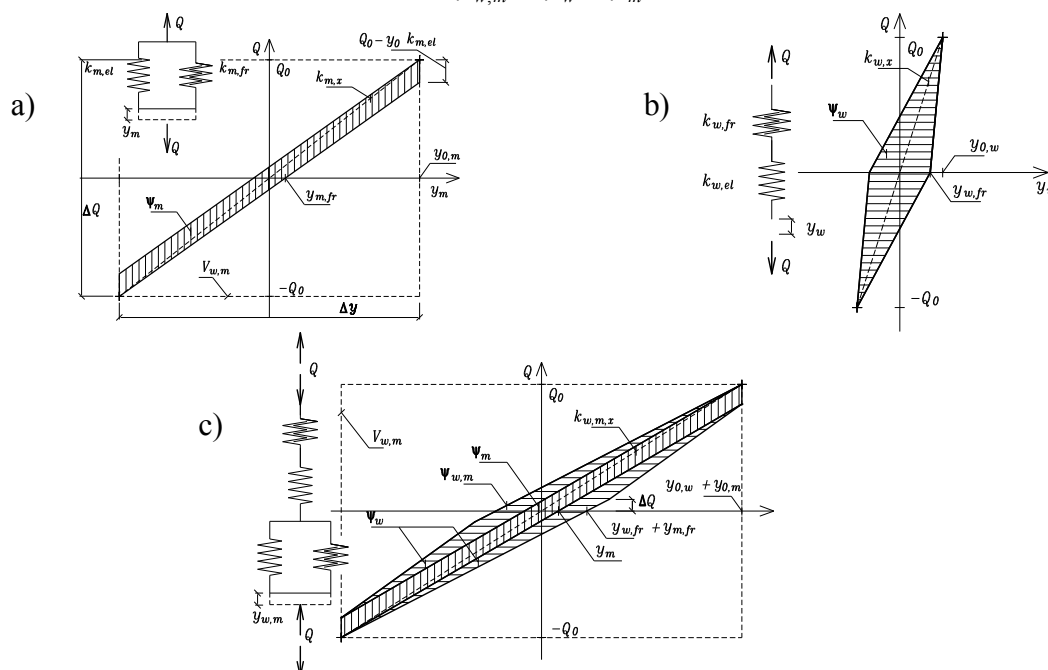 a)
Q
k_{m,el}
k_{m,fr}
y_m
Q
ΔQ
Ψ_m
V_{w,m}
Δy
Q
Q_0
k_{m,x}
Q_0 - y_0 k_{m,el}
y_{0,m}
y_m
y_{m,fr}
-Q_0
b)
Q
k_{w,fr}
k_{w,el}
y_w
Q
Q
Q_0
k_{w,x}
Ψ_w
y_{0,w}
y_{w,fr}
-Q_0
c)
Q
y_{w,m}
Q
V_{w,m}
Q
Q_0
k_{w,m,x}
Ψ_m
Ψ_{w,m}
Ψ_w
y_{0,w} + y_{0,m}
ΔQ
y_{w,fr} + y_{m,fr}
y_m
-Q_0